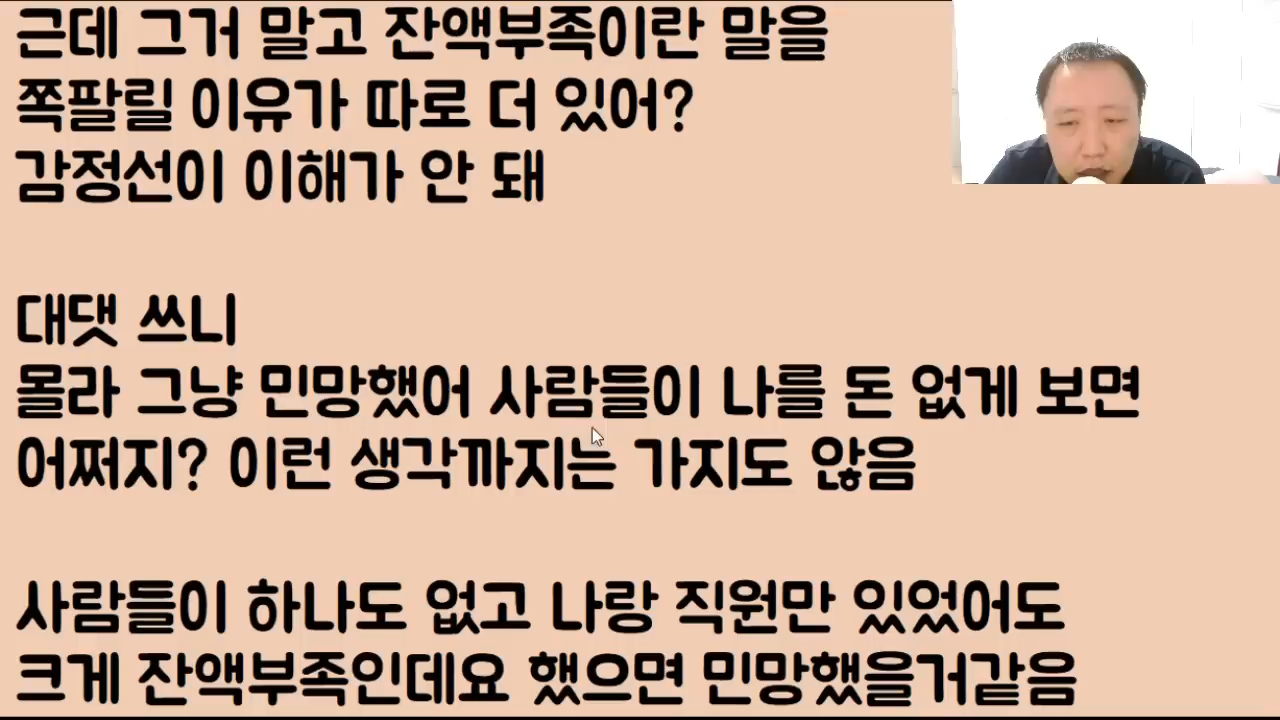 근데 그거 말고 잔액부족이란 말을
쪽팔릴 이유가 따로 더 있어?
감정선이 이해가 안 돼
대댓 쓰니
몰라 그냥 민망했어 사람들이 나를 돈 없게 보면
어쩌지? 이런 생각까지는 가지도 않음
사람들이 하나도 없고 나랑 직원만 있었어도
크게 잔액부족인데요 했으면 민망했을거같음